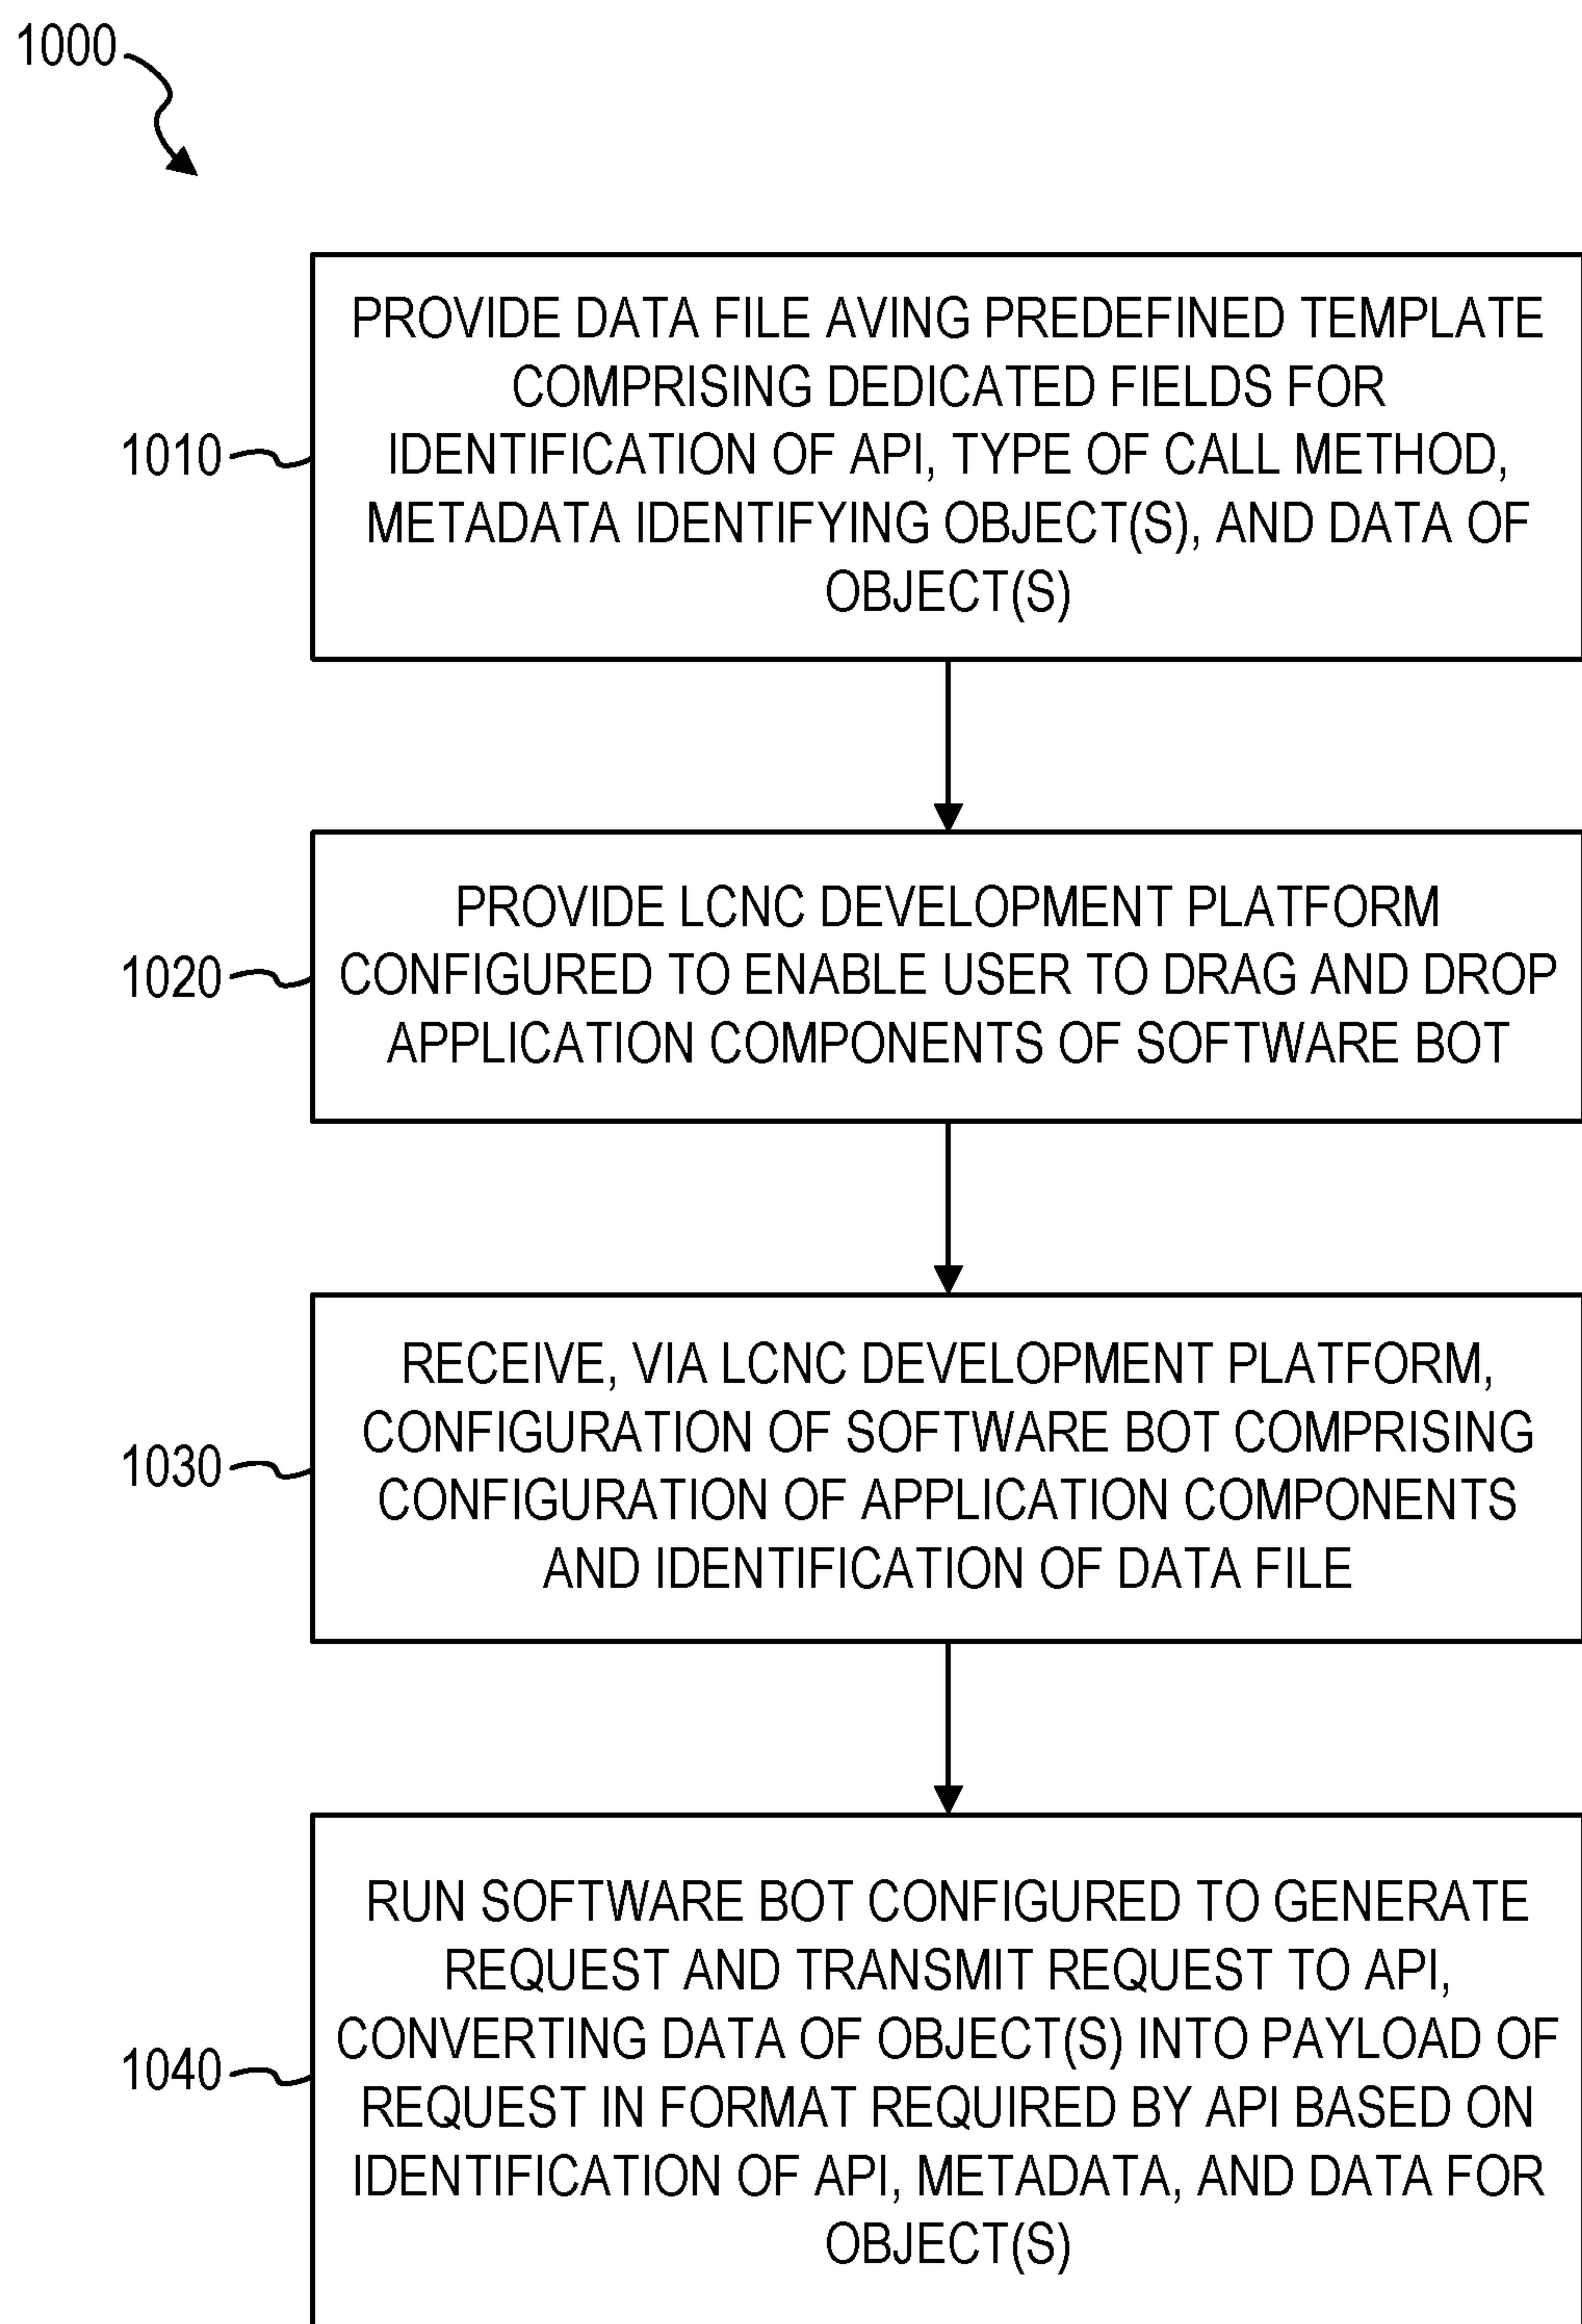 1000
PROVIDE DATA FILE AVING PREDEFINED TEMPLATE
COMPRISING DEDICATED FIELDS FOR
1010
IDENTIFICATION OF API, TYPE OF CALL METHOD,
METADATA IDENTIFYING OBJECT(S), AND DATA OF
OBJECT(S)
PROVIDE LCNC DEVELOPMENT PLATFORM
1020
CONFIGURED TO ENABLE USER TO DRAG AND DROP
APPLICATION COMPONENTS OF SOFTWARE BOT
RECEIVE, VIA LCNC DEVELOPMENT PLATFORM,
CONFIGURATION OF SOFTWARE BOT COMPRISING
1030
CONFIGURATION OF APPLICATION COMPONENTS
AND IDENTIFICATION OF DATA FILE
RUN SOFTWARE BOT CONFIGURED TO GENERATE
REQUEST AND TRANSMIT REQUEST TO API,
CONVERTING DATA OF OBJECT(S) INTO PAYLOAD OF
1040
REQUEST IN FORMAT REQUIRED BY API BASED ON
IDENTIFICATION OF API, METADATA, AND DATA FOR
OBJECT(S)